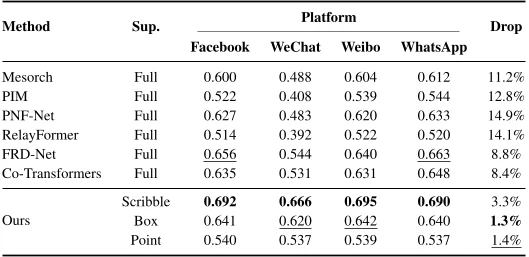 Method Sup. Platform Drop
Facebook WeChat Weibo WhatsApp
Mesorch Full 0.600 0.488 0.604 0.612 11.2%
PIM Full 0.522 0.408 0.539 0.544 12.8%
PNF-Net Full 0.627 0.483 0.620 0.633 14.9%
RelayFormer Full 0.514 0.392 0.522 0.520 14.1%
FRD-Net Full 0.656 0.544 0.640 0.663 8.8%
Co-Transformers Full 0.635 0.531 0.631 0.648 8.4%
Scribble 0.692 0.666 0.695 0.690 3.3%
Ours Box 0.641 0.620 0.642 0.640 1.3%
Point 0.540 0.537 0.539 0.537 1.4%